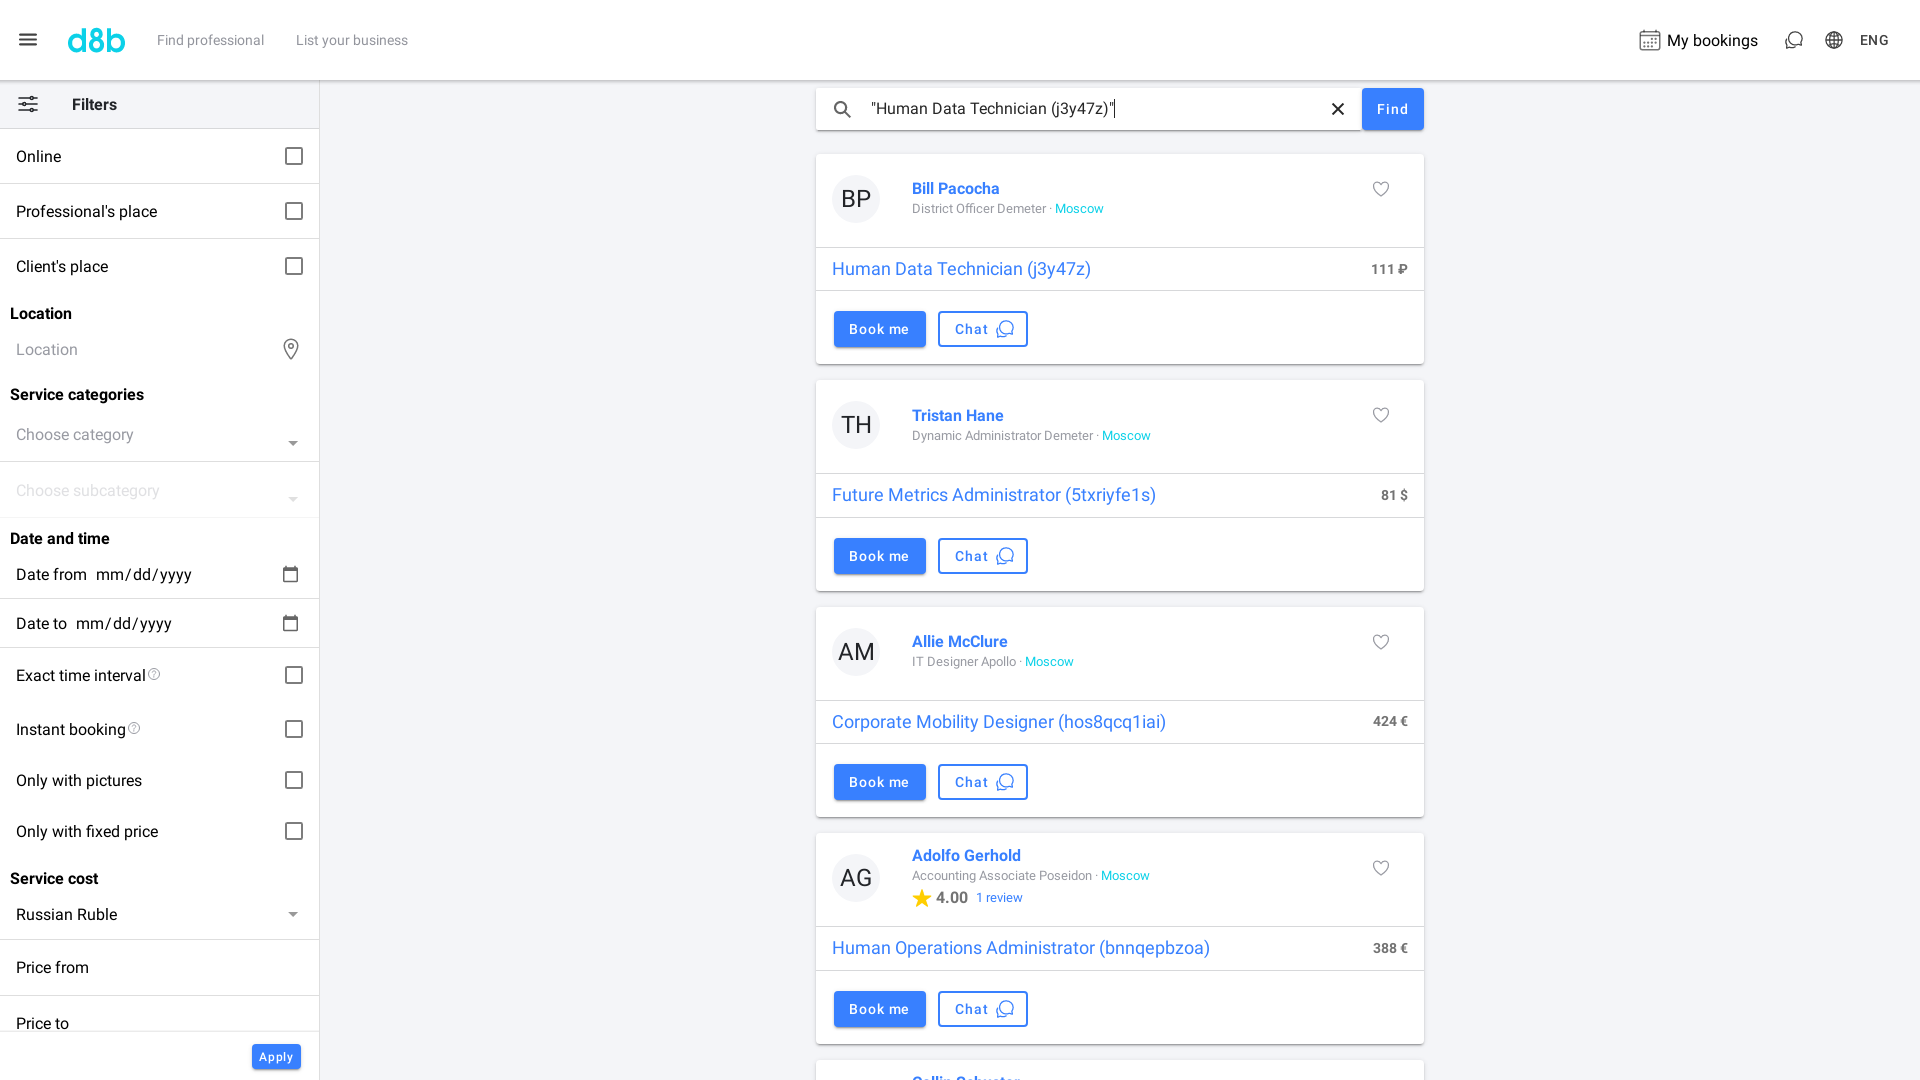 d8b
Find professional
List your business
My bookings
ENG
Filters
Online
Professional's place
Client's place
Location
Location
Service categories
Choose category
Choose subcategory
Date and time
Date from mm/dd/yyyy
Date to mm/dd/yyyy
Exact time interval
Instant booking
Only with pictures
Only with fixed price
Service cost
Russian Ruble
Price from
Price to
Apply
"Human Data Technician (j3y47z)"
Find
BP
Bill Pacocha
District Officer Demeter · Moscow
Human Data Technician (j3y47z) 111 ₽
Book me
Chat
TH
Tristan Hane
Dynamic Administrator Demeter · Moscow
Future Metrics Administrator (5txriyfe1s) 81 $
Book me
Chat
AM
Allie McClure
IT Designer Apollo · Moscow
Corporate Mobility Designer (hos8qcq1iai) 424 €
Book me
Chat
AG
Adolfo Gerhold
Accounting Associate Poseidon · Moscow
4.00 1 review
Human Operations Administrator (bnnqepbzoa) 388 €
Book me
Chat